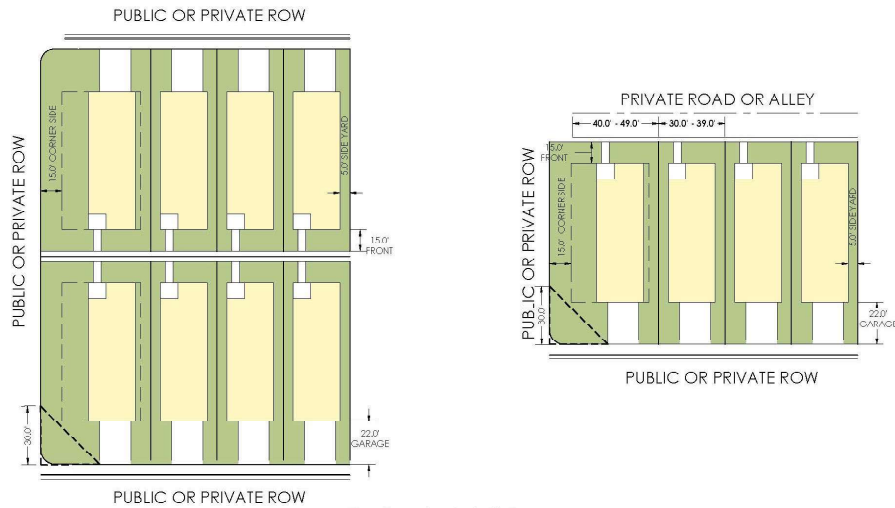 PUBLIC OR PRIVATE ROW
PUBLIC OR PRIVATE ROW
15.0' CORNER SIDE
5.0' SIDE YARD
15.0'
FRONT
30.0'
22.0'
GARAGE
PUBLIC OR PRIVATE ROW
PRIVATE ROAD OR ALLEY
40.0' - 49.0'
30.0' - 39.0'
15.0'
FRONT
PUBLIC OR PRIVATE ROW
15.0' CORNER SIDE
5.0' SIDE YARD
30.0'
22.0'
GARAGE
PUBLIC OR PRIVATE ROW